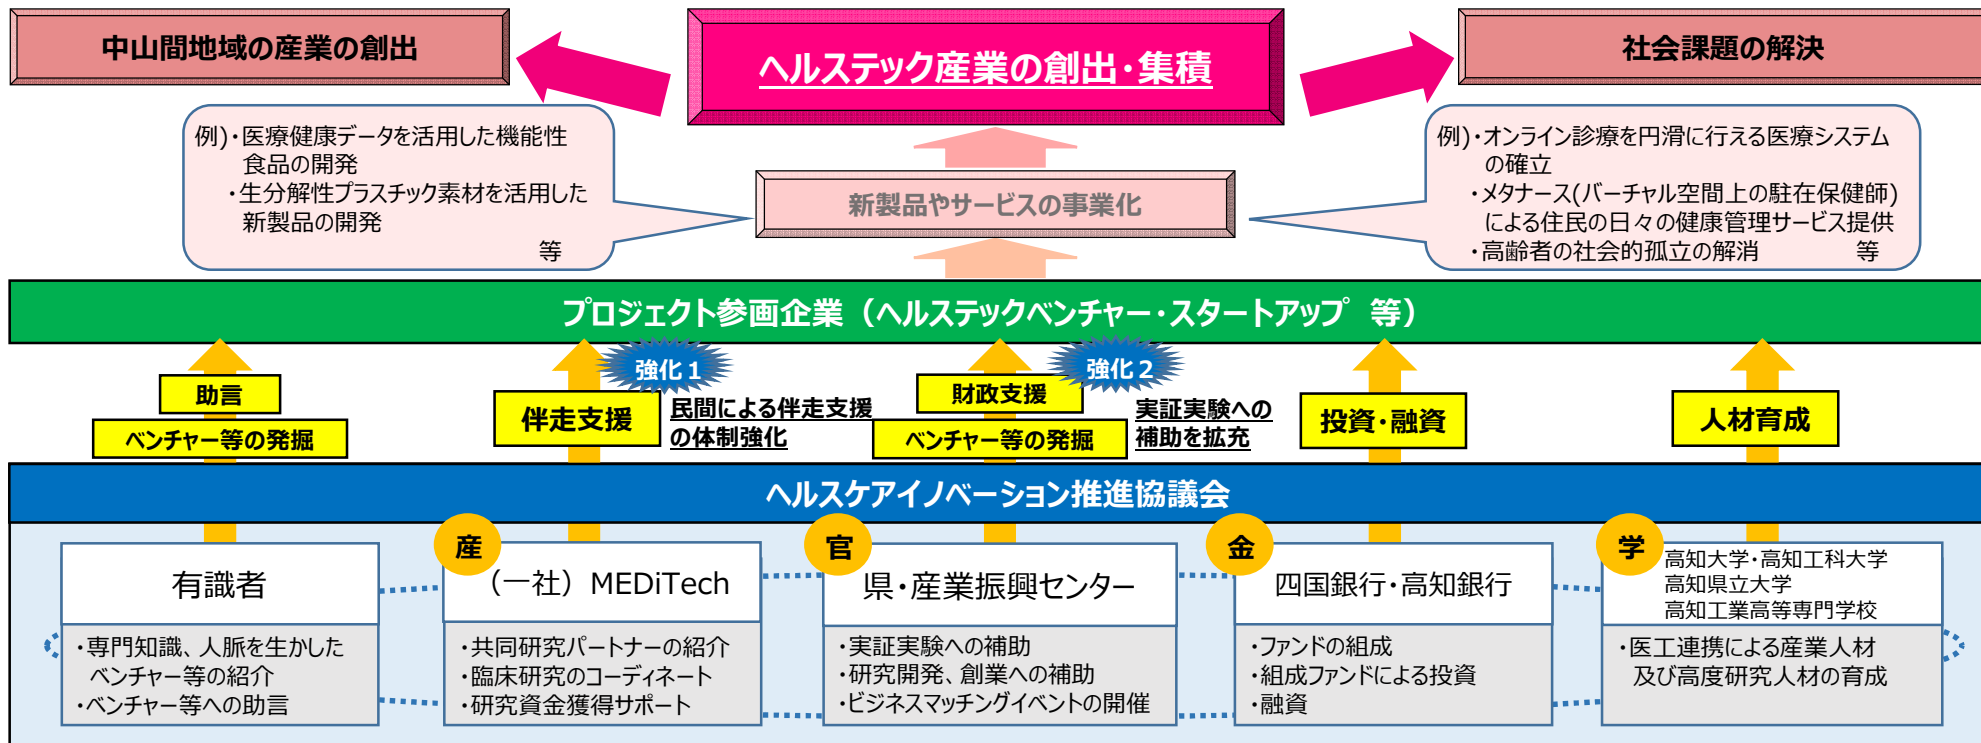 中山間地域の産業の創出
ヘルステック産業の創出・集積
社会課題の解決
例)・医療健康データを活用した機能性
食品の開発
・生分解性プラスチック素材を活用した
新製品の開発
等
新製品やサービスの事業化
例)・オンライン診療を円滑に行える医療システム
の確立
・メタナース(バーチャル空間上の駐在保健師)
による住民の日々の健康管理サービス提供
・高齢者の社会的孤立の解消 等
プロジェクト参画企業（ヘルステックベンチャー・スタートアップ 等）
助言
ベンチャー等の発掘
伴走支援
強化１
民間による伴走支援
の体制強化
財政支援
ベンチャー等の発掘
強化２
実証実験への
補助を拡充
投資・融資
人材育成
ヘルスケアイノベーション推進協議会
有識者
・専門知識、人脈を生かした
ベンチャー等の紹介
・ベンチャー等への助言
産
（一社）MEDiTech
・共同研究パートナーの紹介
・臨床研究のコーディネート
・研究資金獲得サポート
官
県・産業振興センター
・実証実験への補助
・研究開発、創業への補助
・ビジネスマッチングイベントの開催
金
四国銀行・高知銀行
・ファンドの組成
・組成ファンドによる投資
・融資
学
高知大学・高知工科大学
高知県立大学
高知工業高等専門学校
・医工連携による産業人材
及び高度研究人材の育成